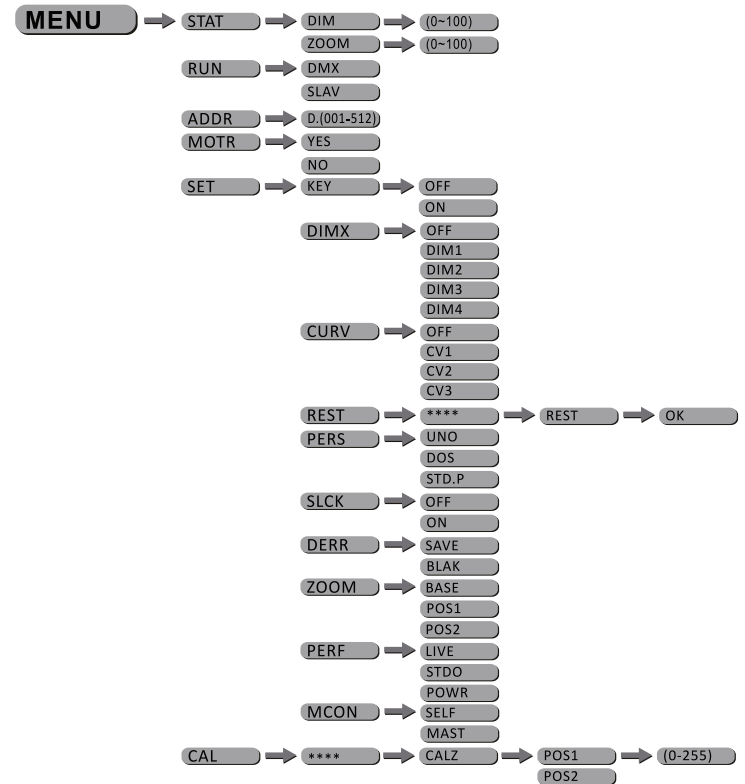 MENU STAT DIM (0~100)
ZOOM (0~100)
RUN DMX
SLAV
ADDR D.(001-512)
MOTR YES
NO
SET KEY OFF
ON
DIMX OFF
DIM1
DIM2
DIM3
DIM4
CURV OFF
CV1
CV2
CV3
REST **** REST OK
PERS UNO
DOS
STD.P
SLCK OFF
ON
DERR SAVE
BLAK
ZOOM BASE
POS1
POS2
PERF LIVE
STDO
POWR
MCON SELF
MAST
CAL **** CALZ POS1 (0-255)
POS2